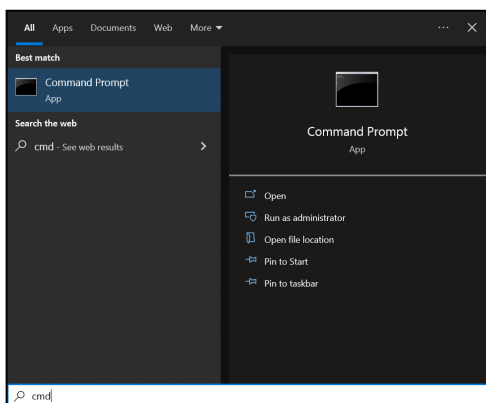 All Apps Documents Web More
Best match
Command Prompt
App
Search the web
cmd - See web results
Command Prompt
App
Open
Run as administrator
Open file location
Pin to Start
Pin to taskbar
cmd